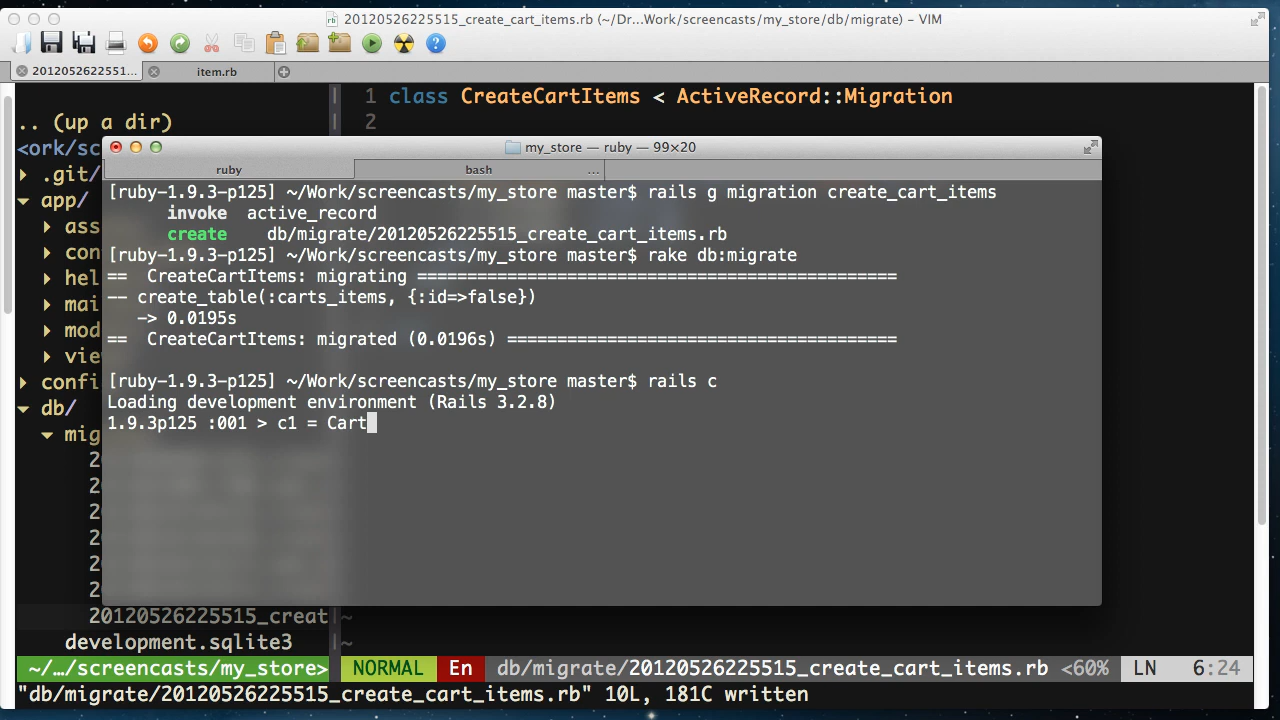 20120526225515_create_cart_items.rb (~/Dr...Work/screencasts/my_store/db/migrate) – VIM
2012052622551...
item.rb
1 class CreateCartItems < ActiveRecord::Migration
2
.. (up a dir)
<ork/sc
.git/
app/
ass
con
hel
mai
mod
vie
confi
db/
mig
2
2
2
2
2
2
20120526225515_creat
~
development.sqlite3
~
my_store — ruby — 99×20
ruby
bash
...
[ruby-1.9.3-p125] ~/Work/screencasts/my_store master$ rails g migration create_cart_items
invoke active_record
create db/migrate/20120526225515_create_cart_items.rb
[ruby-1.9.3-p125] ~/Work/screencasts/my_store master$ rake db:migrate
== CreateCartItems: migrating ================================================
-- create_table(:carts_items, {:id=>false})
-> 0.0195s
== CreateCartItems: migrated (0.0196s) =======================================
[ruby-1.9.3-p125] ~/Work/screencasts/my_store master$ rails c
Loading development environment (Rails 3.2.8)
1.9.3p125 :001 > c1 = Cart
~/…/screencasts/my_store>
NORMAL En db/migrate/20120526225515_create_cart_items.rb <60% LN 6:24
"db/migrate/20120526225515_create_cart_items.rb" 10L, 181C written